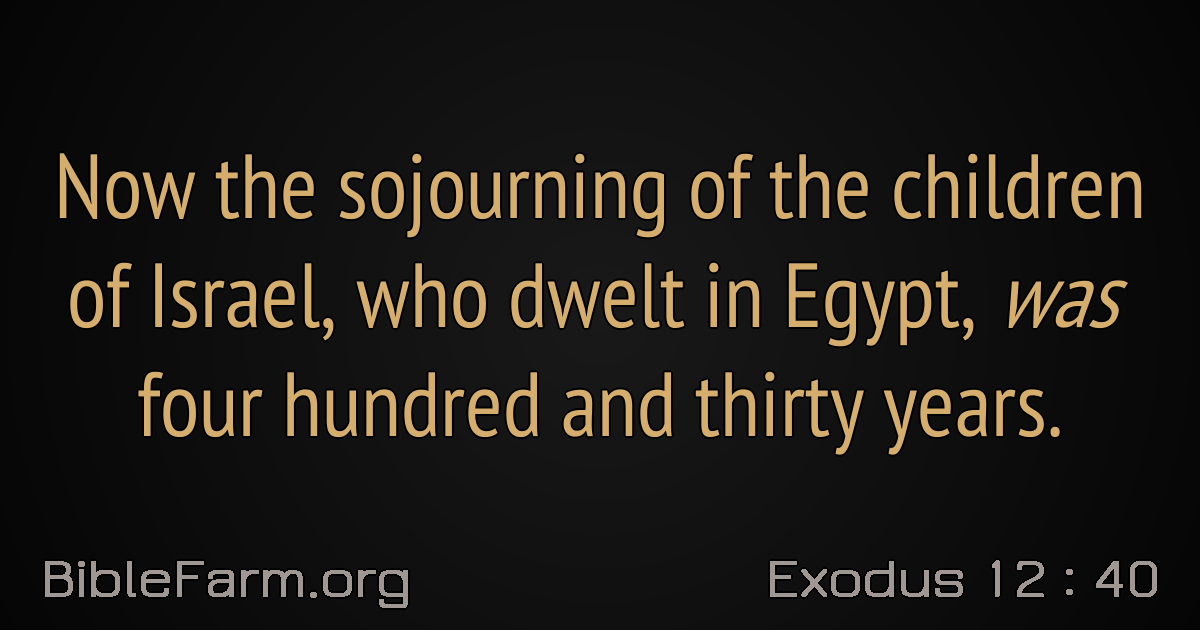 Now the sojourning of the children
of Israel, who dwelt in Egypt, was
four hundred and thirty years.
BibleFarm.org
Exodus 12 : 40